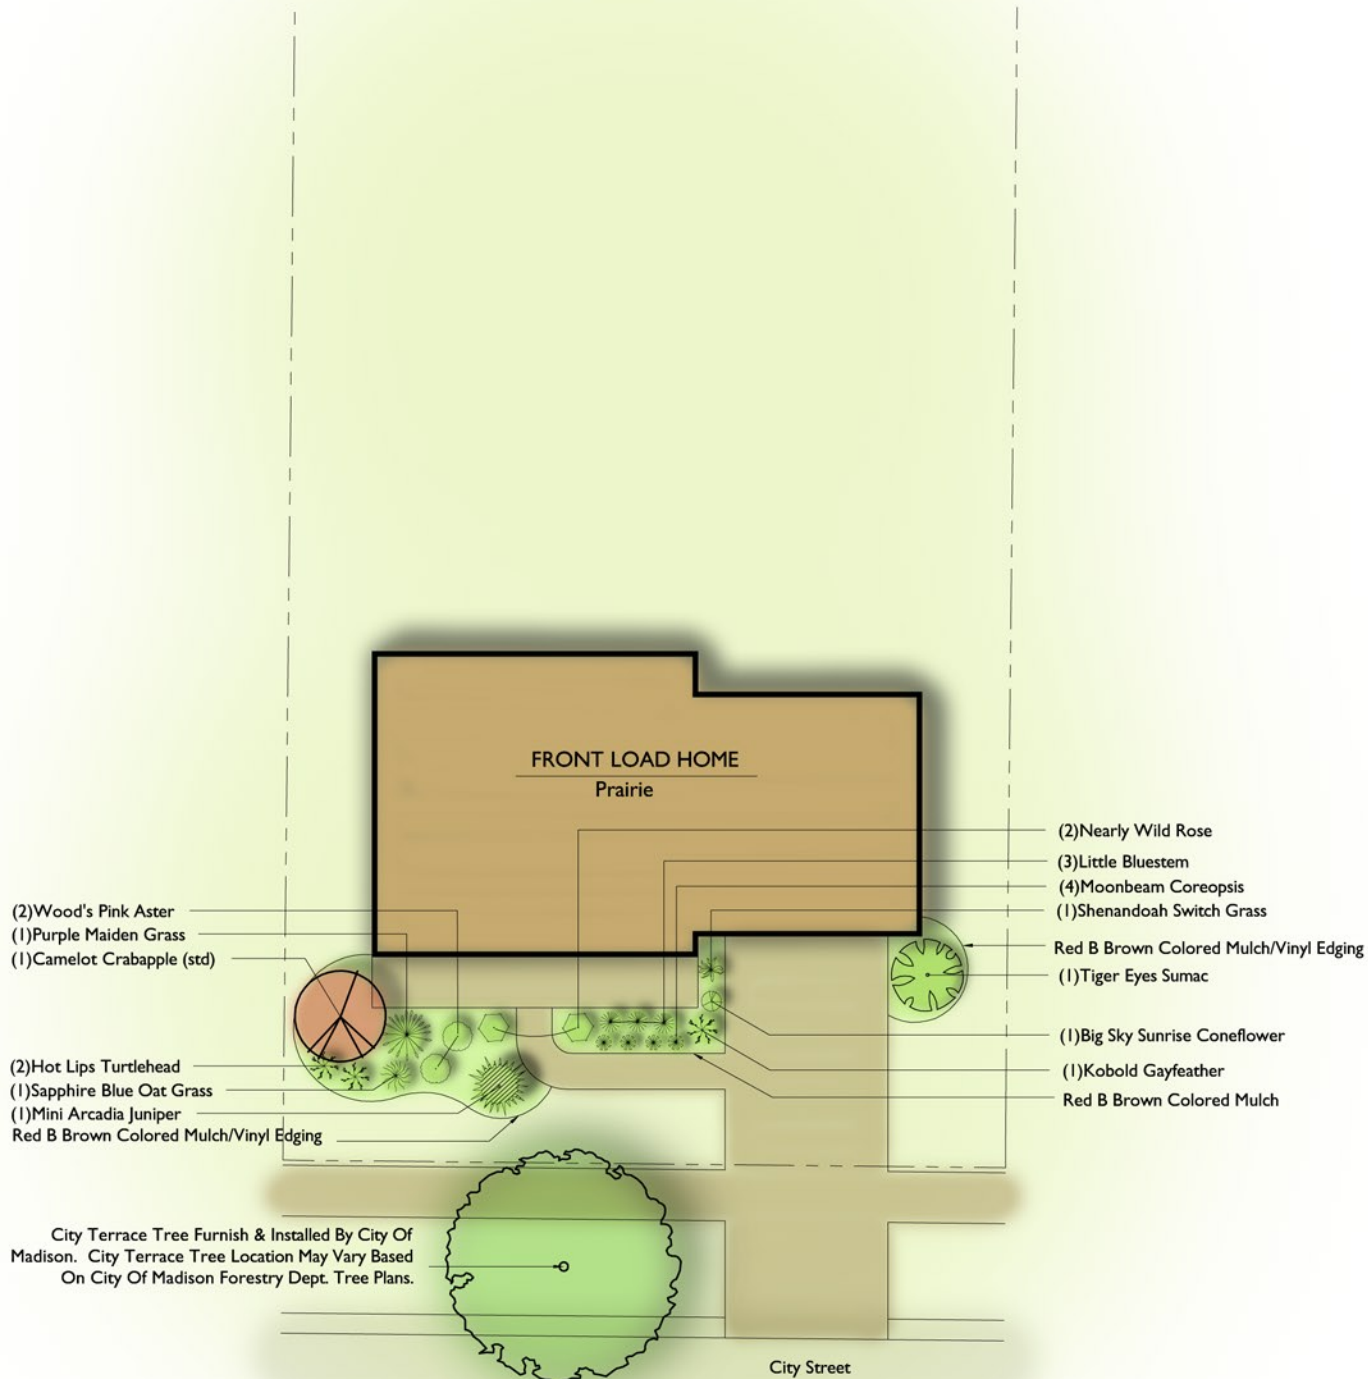 FRONT LOAD HOME
Prairie
(2)Wood's Pink Aster
(1)Purple Maiden Grass
(1)Camelot Crabapple (std)
(2)Hot Lips Turtlehead
(1)Sapphire Blue Oat Grass
(1)Mini Arcadia Juniper
Red B Brown Colored Mulch/Vinyl Edging
(2)Nearly Wild Rose
(3)Little Bluestem
(4)Moonbeam Coreopsis
(1)Shenandoah Switch Grass
Red B Brown Colored Mulch/Vinyl Edging
(1)Tiger Eyes Sumac
(1)Big Sky Sunrise Coneflower
(1)Kobold Gayfeather
Red B Brown Colored Mulch
City Terrace Tree Furnish & Installed By City Of
Madison. City Terrace Tree Location May Vary Based
On City Of Madison Forestry Dept. Tree Plans.
City Street